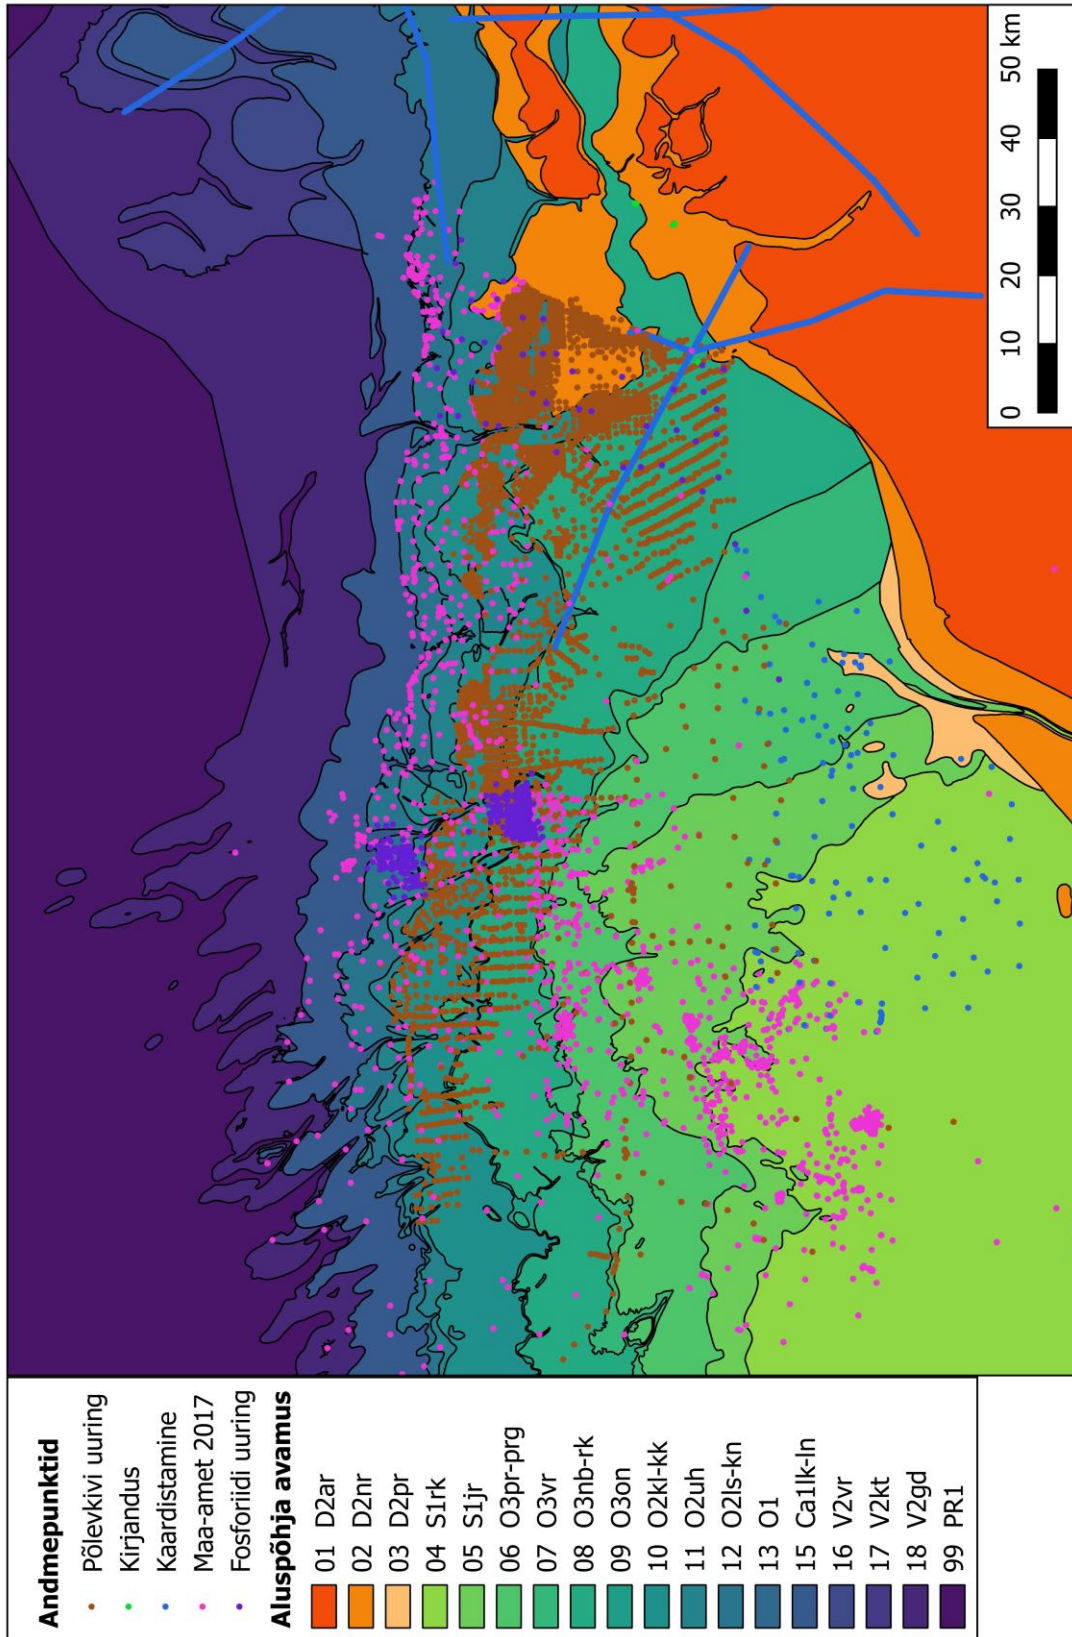 Andmepunktid
Põlevkivi uuring
Kirjandus
Kaardistamine
Maa-amet 2017
Fosforiidi uuring
Aluspõhja avamus
01 D2ar
02 D2nr
03 D2pr
04 S1rk
05 S1jr
06 O3pr-prg
07 O3vr
08 O3nb-rk
09 O3on
10 O2kl-kk
11 O2uh
12 O2ls-kn
13 O1
15 Ca1lk-ln
16 V2vr
17 V2kt
18 V2gd
99 PR1
0 10 20 30 40 50 km